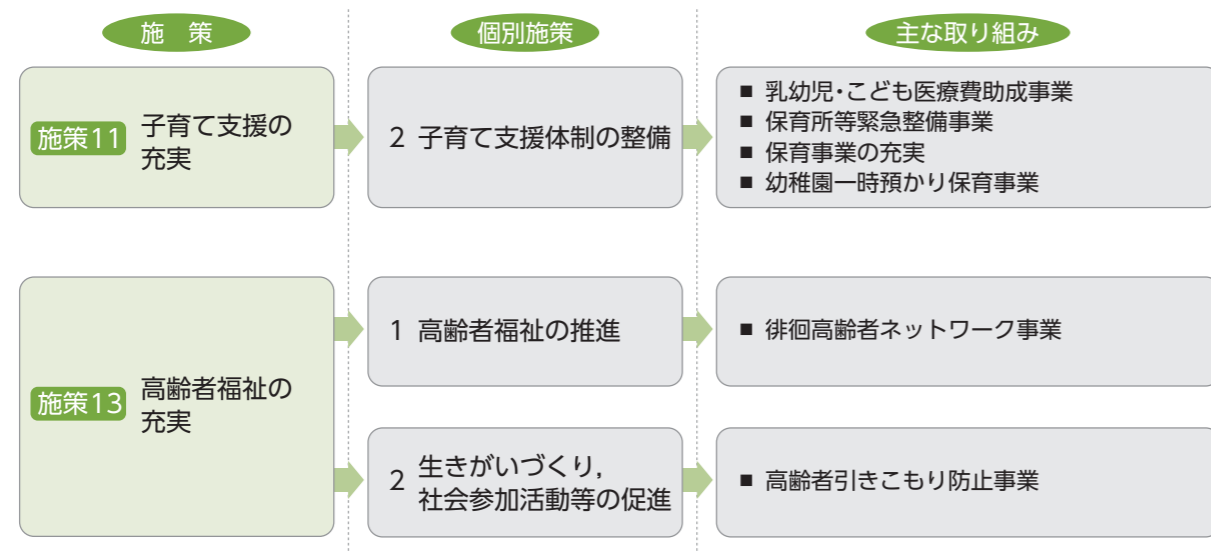 施　策
個別施策
主な取り組み
施策11
子育て支援の
充実
2 子育て支援体制の整備
■ 乳幼児・こども医療費助成事業
■ 保育所等緊急整備事業
■ 保育事業の充実
■ 幼稚園一時預かり保育事業
施策13
高齢者福祉の
充実
1 高齢者福祉の推進
■ 徘徊高齢者ネットワーク事業
2 生きがいづくり，
社会参加活動等の促進
■ 高齢者引きこもり防止事業